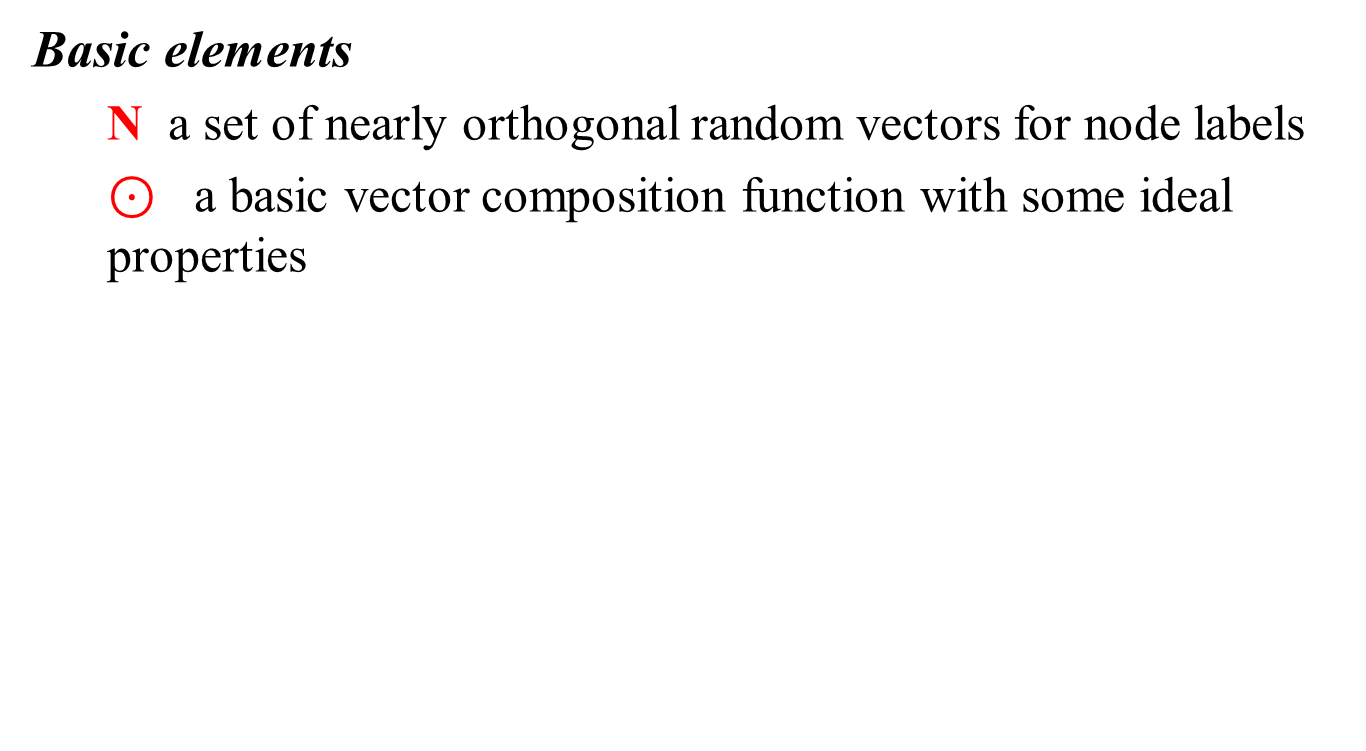 Basic elements
N a set of nearly orthogonal random vectors for node labels
⊙ a basic vector composition function with some ideal
properties